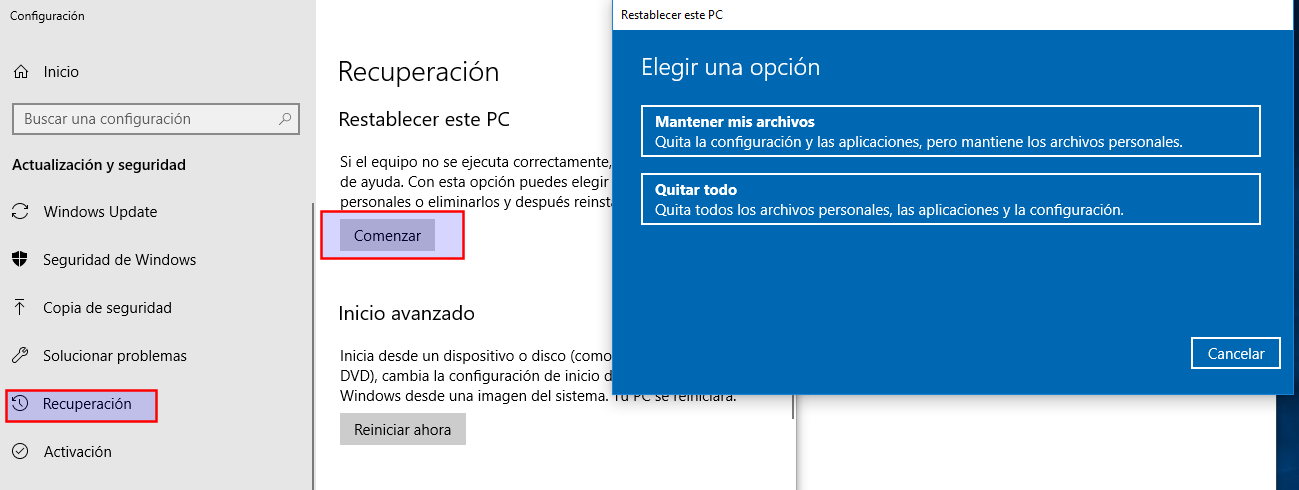 Configuración
Inicio
Buscar una configuración
Actualización y seguridad
Windows Update
Seguridad de Windows
Copia de seguridad
Solucionar problemas
Recuperación
Activación
Recuperación
Restablecer este PC
Si el equipo no se ejecuta correctamente,
de ayuda. Con esta opción puedes elegir
personales o eliminarlos y después reinsta
Comenzar
Inicio avanzado
Inicia desde un dispositivo o disco (como
DVD), cambia la configuración de inicio d
Windows desde una imagen del sistema. Tu PC se reiniciará.
Reiniciar ahora
Restablecer este PC
Elegir una opción
Mantener mis archivos
Quita la configuración y las aplicaciones, pero mantiene los archivos personales.
Quitar todo
Quita todos los archivos personales, las aplicaciones y la configuración.
Cancelar